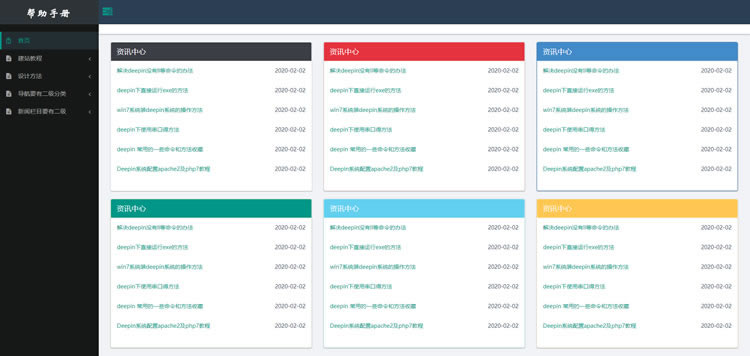 帮助手册
首页
建站教程
设计方法
导航要有二级分类
新闻栏目要有二级
资讯中心
解决deepin没有ll等命令的办法 2020-02-02
deepin下直接运行exe的方法 2020-02-02
win7系统装deepin系统的操作方法 2020-02-02
deepin下使用串口得方法 2020-02-02
deepin 常用的一些命令和方法收藏 2020-02-02
Deepin系统配置apache2及php7教程 2020-02-02
资讯中心
解决deepin没有ll等命令的办法 2020-02-02
deepin下直接运行exe的方法 2020-02-02
win7系统装deepin系统的操作方法 2020-02-02
deepin下使用串口得方法 2020-02-02
deepin 常用的一些命令和方法收藏 2020-02-02
Deepin系统配置apache2及php7教程 2020-02-02
资讯中心
解决deepin没有ll等命令的办法 2020-02-02
deepin下直接运行exe的方法 2020-02-02
win7系统装deepin系统的操作方法 2020-02-02
deepin下使用串口得方法 2020-02-02
deepin 常用的一些命令和方法收藏 2020-02-02
Deepin系统配置apache2及php7教程 2020-02-02
资讯中心
解决deepin没有ll等命令的办法 2020-02-02
deepin下直接运行exe的方法 2020-02-02
win7系统装deepin系统的操作方法 2020-02-02
deepin下使用串口得方法 2020-02-02
deepin 常用的一些命令和方法收藏 2020-02-02
Deepin系统配置apache2及php7教程 2020-02-02
资讯中心
解决deepin没有ll等命令的办法 2020-02-02
deepin下直接运行exe的方法 2020-02-02
win7系统装deepin系统的操作方法 2020-02-02
deepin下使用串口得方法 2020-02-02
deepin 常用的一些命令和方法收藏 2020-02-02
Deepin系统配置apache2及php7教程 2020-02-02
资讯中心
解决deepin没有ll等命令的办法 2020-02-02
deepin下直接运行exe的方法 2020-02-02
win7系统装deepin系统的操作方法 2020-02-02
deepin下使用串口得方法 2020-02-02
deepin 常用的一些命令和方法收藏 2020-02-02
Deepin系统配置apache2及php7教程 2020-02-02